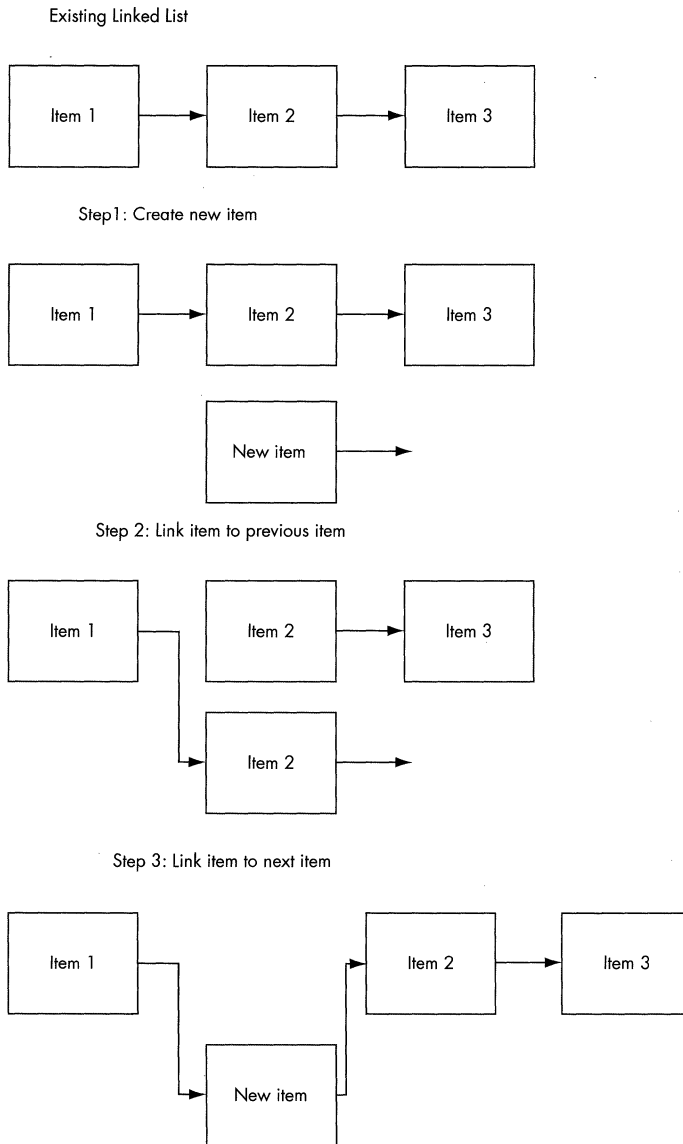 Existing Linked List
Item 1
Item 2
Item 3
Step1: Create new item
Item 1
Item 2
Item 3
New item
Step 2: Link item to previous item
Item 1
Item 2
Item 3
Item 2
Step 3: Link item to next item
Item 1
Item 2
Item 3
New item